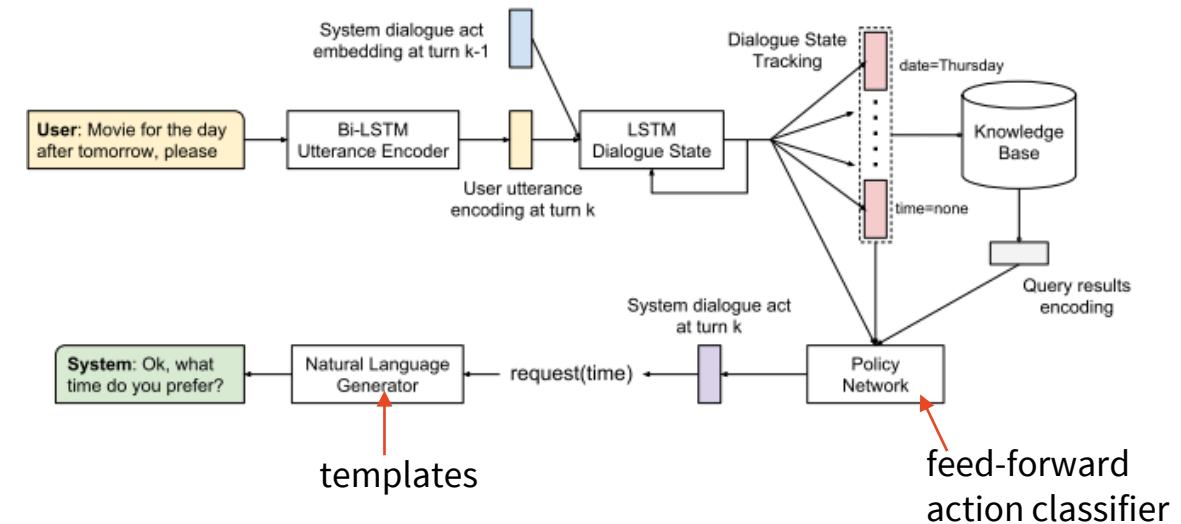 System dialogue act
embedding at turn k-1
Dialogue State
Tracking
date=Thursday
User: Movie for the day
after tomorrow, please
Bi-LSTM
Utterance Encoder
LSTM
Dialogue State
Knowledge
Base
User utterance
encoding at turn k
time=none
Query results
encoding
System dialogue act
at turn k
System: Ok, what
time do you prefer?
Natural Language
Generator
request(time)
Policy
Network
templates
feed-forward
action classifier